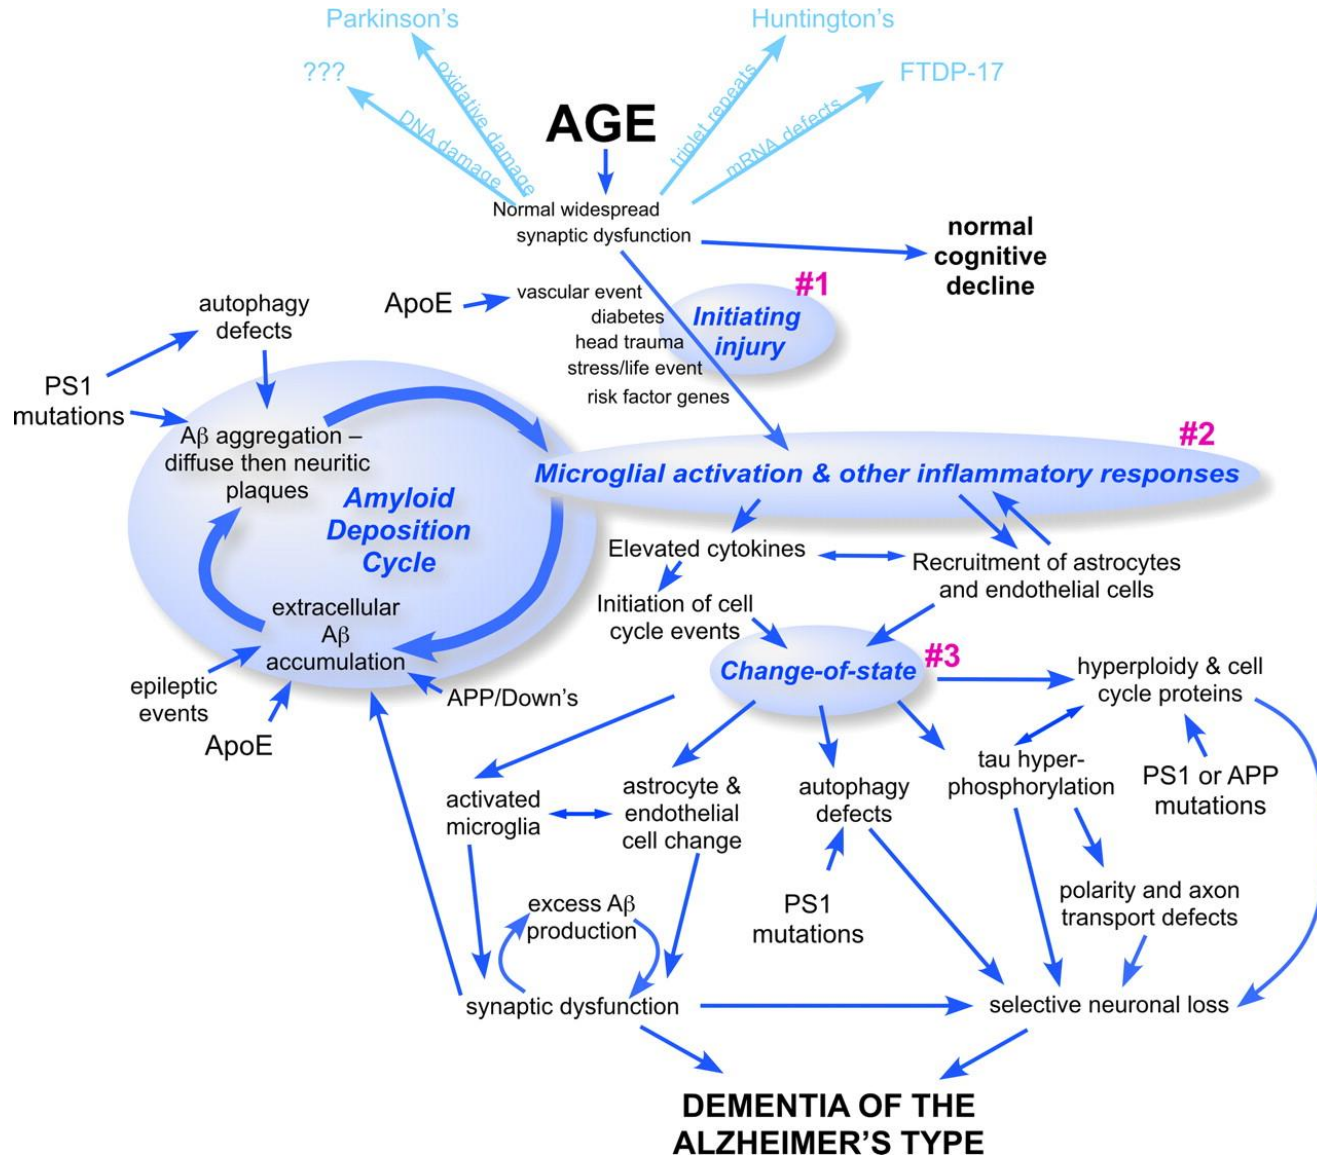 Parkinson's
Huntington's
???
FTDP-17
oxidative damage
DNA damage
triplet repeats
mRNA defects
AGE
Normal widespread
synaptic dysfunction
normal
cognitive
decline
#1
Initiating
injury
ApoE
vascular event
diabetes
head trauma
stress/life event
risk factor genes
autophagy
defects
PS1
mutations
Aβ aggregation –
diffuse then neuritic
plaques
Amyloid
Deposition
Cycle
extracellular
Aβ
accumulation
epileptic
events
ApoE
APP/Down's
#2
Microglial activation & other inflammatory responses
Elevated cytokines
Recruitment of astrocytes
and endothelial cells
Initiation of cell
cycle events
#3
Change-of-state
hyperploidy & cell
cycle proteins
tau hyper-
phosphorylation
PS1 or APP
mutations
activated
microglia
astrocyte &
endothelial
cell change
autophagy
defects
PS1
mutations
polarity and axon
transport defects
excess Aβ
production
synaptic dysfunction
selective neuronal loss
DEMENTIA OF THE
ALZHEIMER'S TYPE